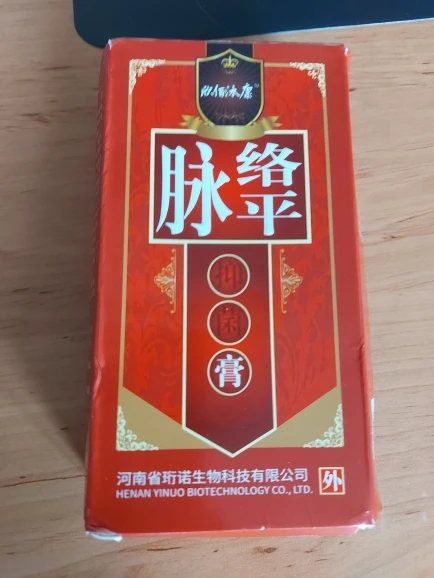 脉络平
抑
菌
膏
河南省珩诺生物科技有限公司
HENAN YINUO BIOTECHNOLOGY CO., LTD.
外